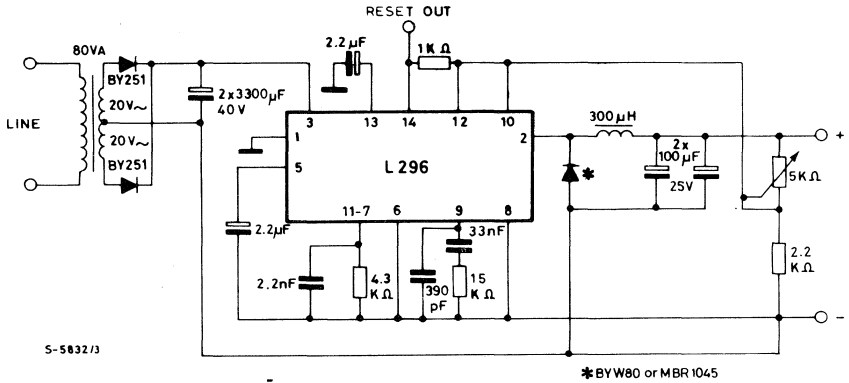 RESET OUT
80VA
BY251
20V~
20V~
BY251
LINE
2x3300µF
40V
2.2µF
1KΩ
3
13
14
12
10
1
5
2
L296
11-7
6
9
8
300µH
2x
100µF
25V
5KΩ
2.2
KΩ
+
-
*
2.2µF
2.2nF
4.3
KΩ
390
pF
33nF
15
KΩ
S-5832/3
* BYW80 or MBR1045